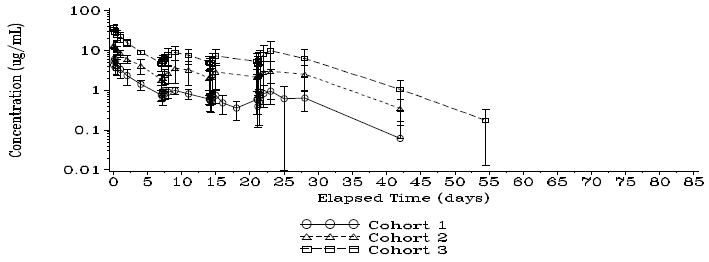 Concentration (ug/mL)
100
10
1
0.1
0.01
0 5 10 15 20 25 30 35 40 45 50 55 60 65 70 75 80 85
Elapsed Time (days)
Cohort 1
Cohort 2
Cohort 3